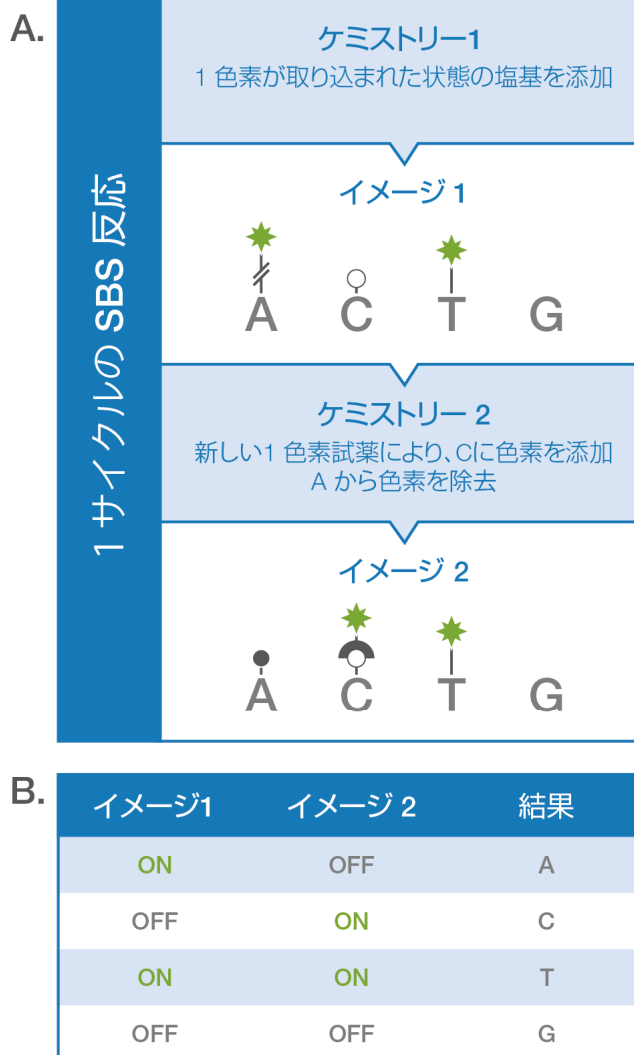 A.
1 サイクルの SBS 反応
ケミストリー1
1 色素が取り込まれた状態の塩基を添加
イメージ 1
A C T G
ケミストリー 2
新しい1 色素試薬により、Cに色素を添加
A から色素を除去
イメージ 2
A C T G
B.
イメージ1 イメージ 2 結果
ON OFF A
OFF ON C
ON ON T
OFF OFF G